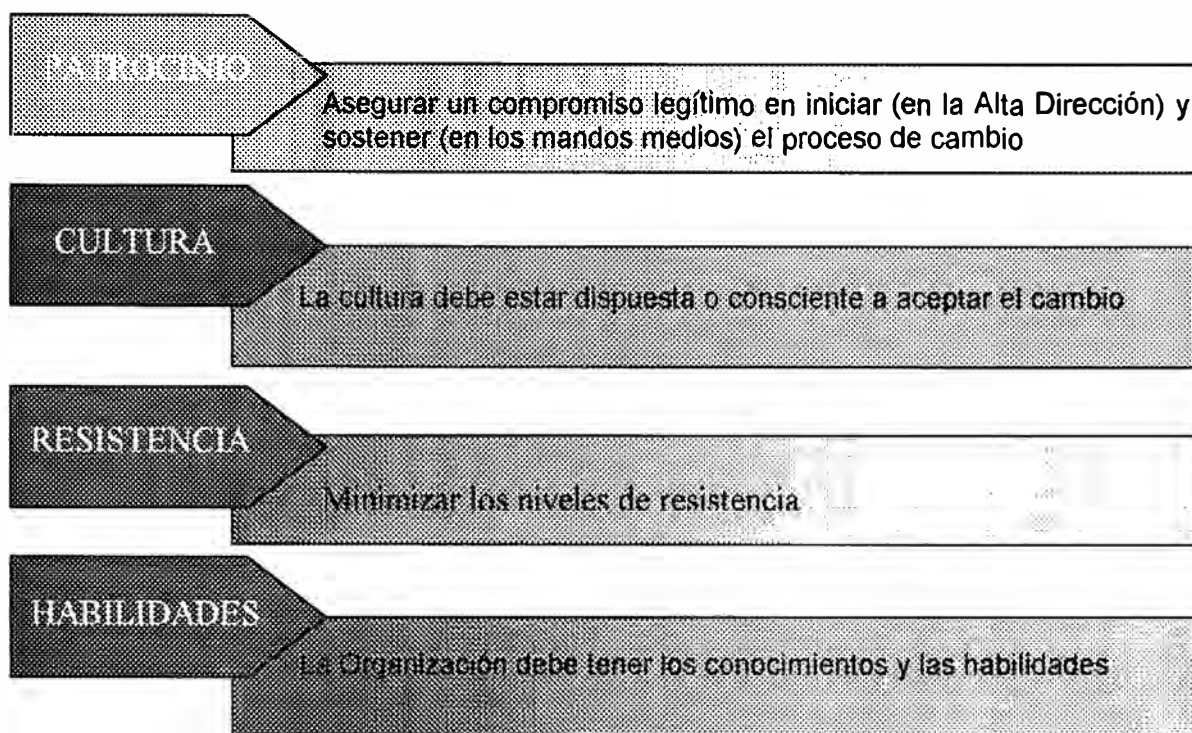 PATROCINIO
Asegurar un compromiso legítimo en iniciar (en la Alta Dirección) y
sostener (en los mandos medios) el proceso de cambio
CULTURA
La cultura debe estar dispuesta o consciente a aceptar el cambio
RESISTENCIA
Minimizar los niveles de resistencia
HABILIDADES
La Organización debe tener los conocimientos y las habilidades